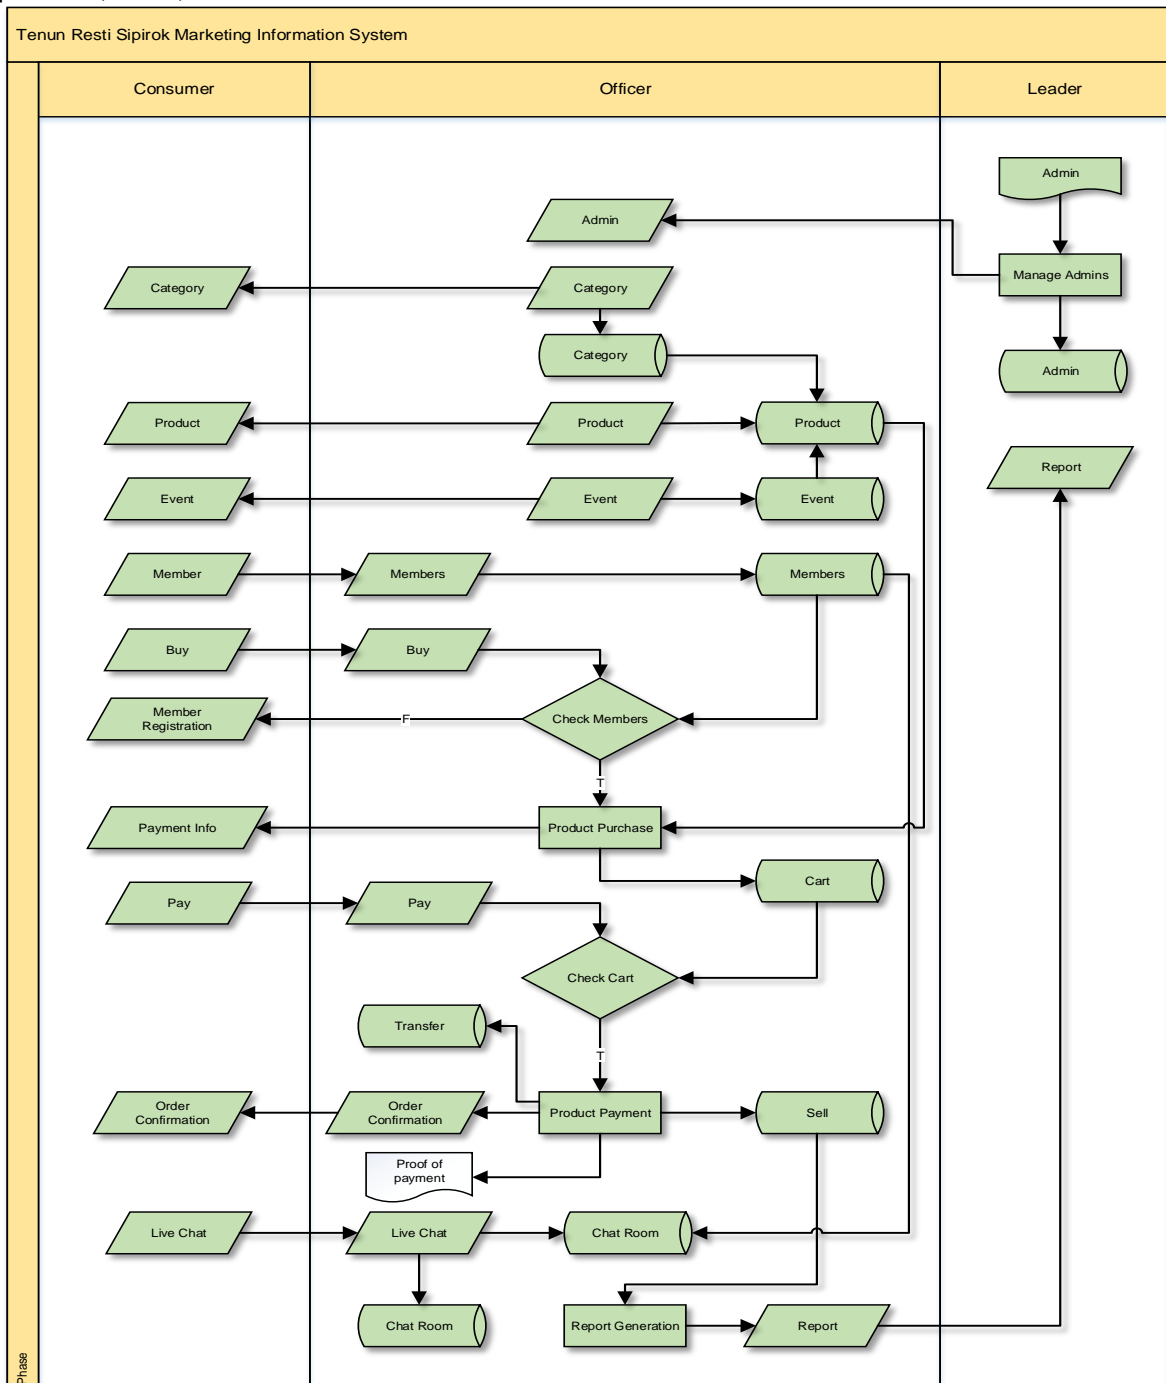 Tenun Resti Sipirok Marketing Information System
Consumer
Officer
Leader
Admin
Admin
Manage Admins
Category
Category
Category
Admin
Product
Product
Product
Report
Event
Event
Event
Member
Members
Members
Buy
Buy
Check Members
Member
Registration
F
T
Payment Info
Product Purchase
Cart
Pay
Pay
Check Cart
Transfer
T
Order
Confirmation
Order
Confirmation
Product Payment
Sell
Proof of
payment
Live Chat
Live Chat
Chat Room
Chat Room
Report Generation
Report
Phase